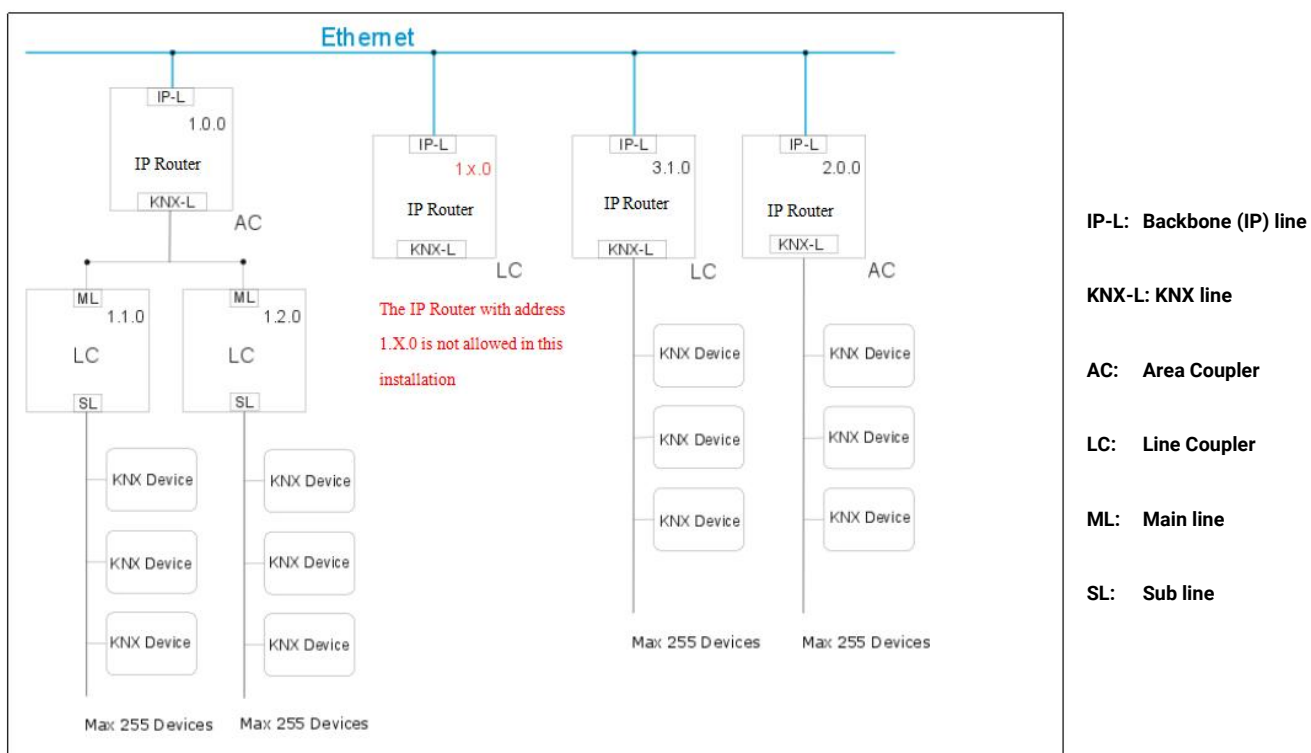 Ethernet
IP-L
1.0.0
IP Router
KNX-L
AC
ML
1.1.0
LC
SL
KNX Device
KNX Device
KNX Device
Max 255 Devices
ML
1.2.0
LC
SL
KNX Device
KNX Device
KNX Device
Max 255 Devices
IP-L
1.x.0
IP Router
KNX-L
LC
The IP Router with address
1.X.0 is not allowed in this
installation
IP-L
3.1.0
IP Router
KNX-L
LC
KNX Device
KNX Device
KNX Device
Max 255 Devices
IP-L
2.0.0
IP Router
KNX-L
AC
KNX Device
KNX Device
KNX Device
Max 255 Devices
IP-L: Backbone (IP) line
KNX-L: KNX line
AC: Area Coupler
LC: Line Coupler
ML: Main line
SL: Sub line